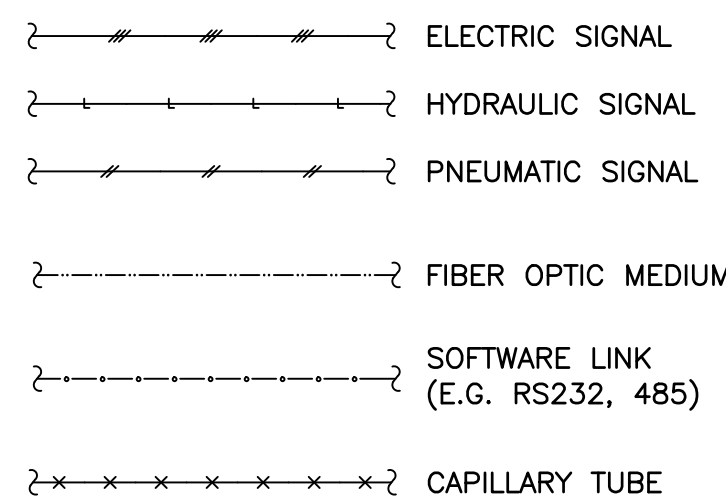 ELECTRIC SIGNAL
HYDRAULIC SIGNAL
PNEUMATIC SIGNAL
FIBER OPTIC MEDIUM
SOFTWARE LINK
(E.G. RS232, 485)
CAPILLARY TUBE